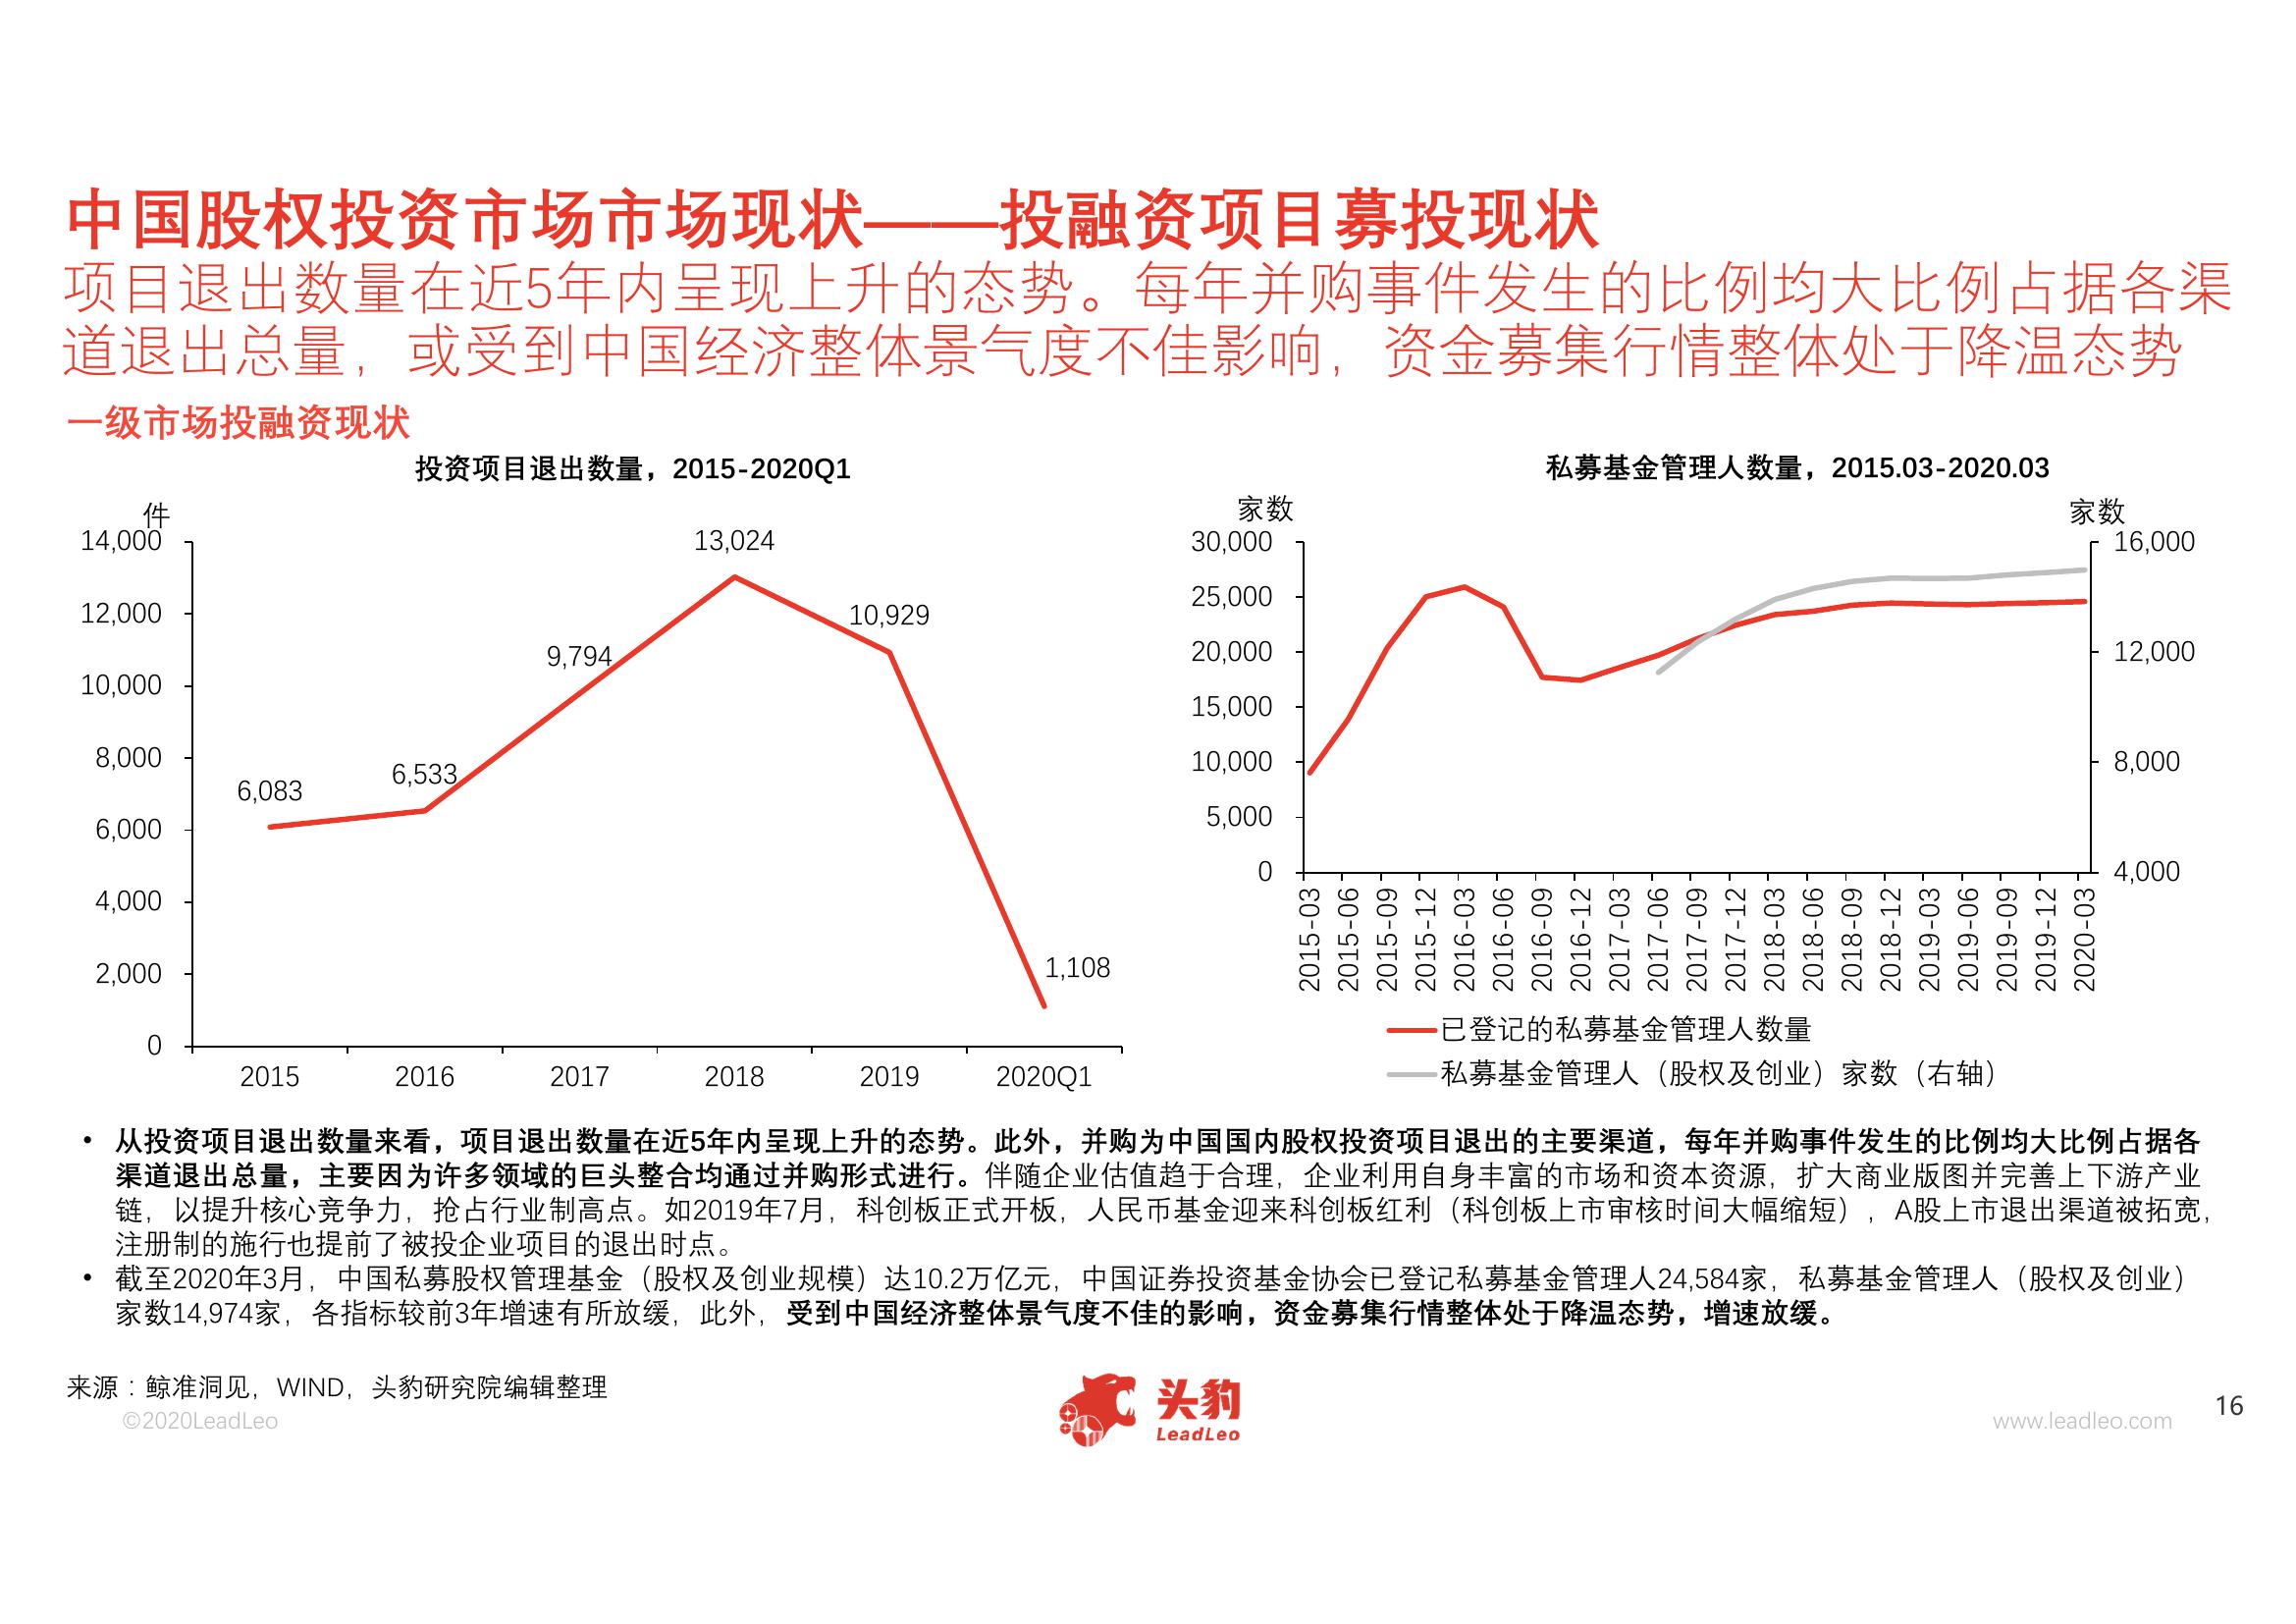 中国股权投资市场市场现状——投融资项目募投现状
项目退出数量在近5年内呈现上升的态势。每年并购事件发生的比例均大比例占据各渠
道退出总量，或受到中国经济整体景气度不佳影响，资金募集行情整体处于降温态势
一级市场投融资现状
投资项目退出数量，2015-2020Q1
件
14,000
12,000
10,000
8,000
6,000
4,000
2,000
0
6,083
6,533
9,794
13,024
10,929
1,108
2015
2016
2017
2018
2019
2020Q1
私募基金管理人数量，2015.03-2020.03
家数
家数
30,000
25,000
20,000
15,000
10,000
5,000
0
16,000
12,000
8,000
4,000
2015-03
2015-06
2015-09
2015-12
2016-03
2016-06
2016-09
2016-12
2017-03
2017-06
2017-09
2017-12
2018-03
2018-06
2018-09
2018-12
2019-03
2019-06
2019-09
2019-12
2020-03
已登记的私募基金管理人数量
私募基金管理人（股权及创业）家数（右轴）
• 从投资项目退出数量来看，项目退出数量在近5年内呈现上升的态势。此外，并购为中国国内股权投资项目退出的主要渠道，每年并购事件发生的比例均大比例占据各
渠道退出总量，主要因为许多领域的巨头整合均通过并购形式进行。伴随企业估值趋于合理，企业利用自身丰富的市场和资本资源，扩大商业版图并完善上下游产业
链，以提升核心竞争力，抢占行业制高点。如2019年7月，科创板正式开板，人民币基金迎来科创板红利（科创板上市审核时间大幅缩短），A股上市退出渠道被拓宽，
注册制的施行也提前了被投企业项目的退出时点。
• 截至2020年3月，中国私募股权管理基金（股权及创业规模）达10.2万亿元，中国证券投资基金协会已登记私募基金管理人24,584家，私募基金管理人（股权及创业）
家数14,974家，各指标较前3年增速有所放缓，此外，受到中国经济整体景气度不佳的影响，资金募集行情整体处于降温态势，增速放缓。
来源：鲸准洞见，WIND，头豹研究院编辑整理
©2020LeadLeo
头豹
LeadLeo
www.leadleo.com
16